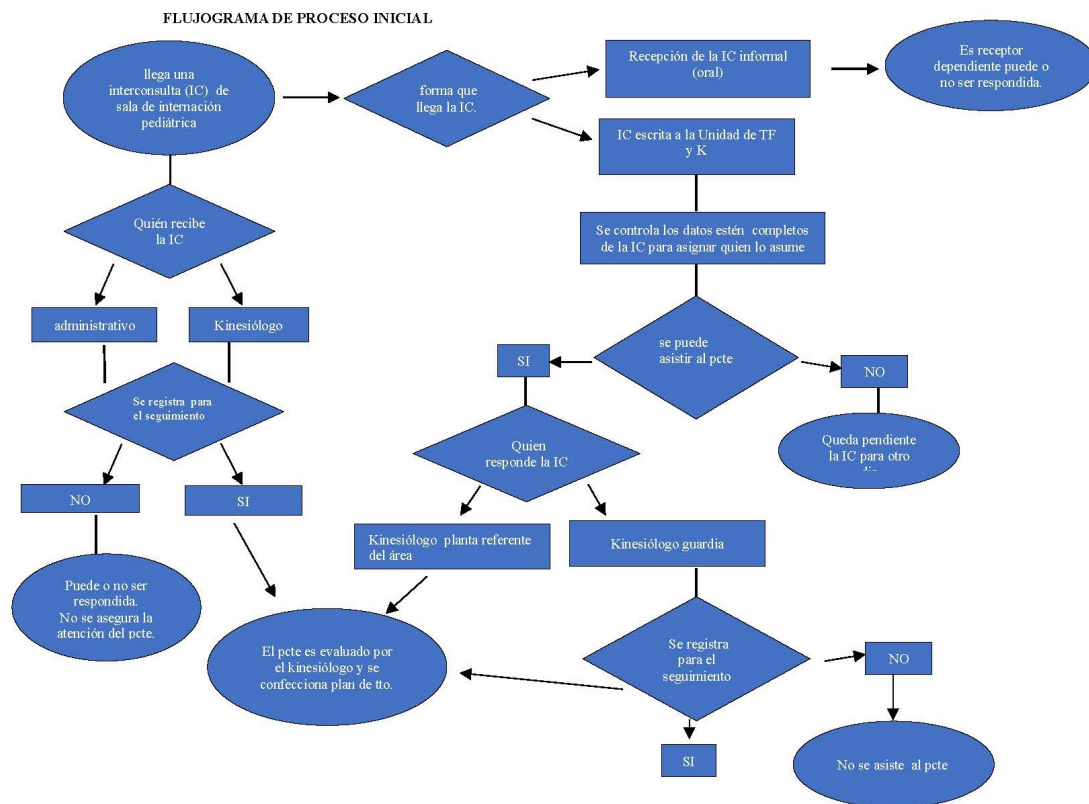 FLUJOGRAMA DE PROCESO INICIAL
llega una
interconsulta (IC) de
sala de internación
pediátrica
forma que
llega la IC.
Recepción de la IC informal
(oral)
Es receptor
dependiente puede o
no ser respondida.
IC escrita a la Unidad de TF
y K
Quién recibe
la IC
Se controla los datos estén completos
de la IC para asignar quien lo asume
administrativo
Kinesiólogo
se puede
asistir al pcte
SI
NO
Se registra para
el seguimiento
Quien
responde la IC
Queda pendiente
la IC para otro
NO
SI
Kinesiólogo planta referente
del área
Kinesiólogo guardia
Puede o no ser
respondida.
No se asegura la
atención del pcte.
El pcte es evaluado por
el kinesiólogo y se
confecciona plan de tto.
Se registra
para el
seguimiento
NO
SI
No se asiste al pcte